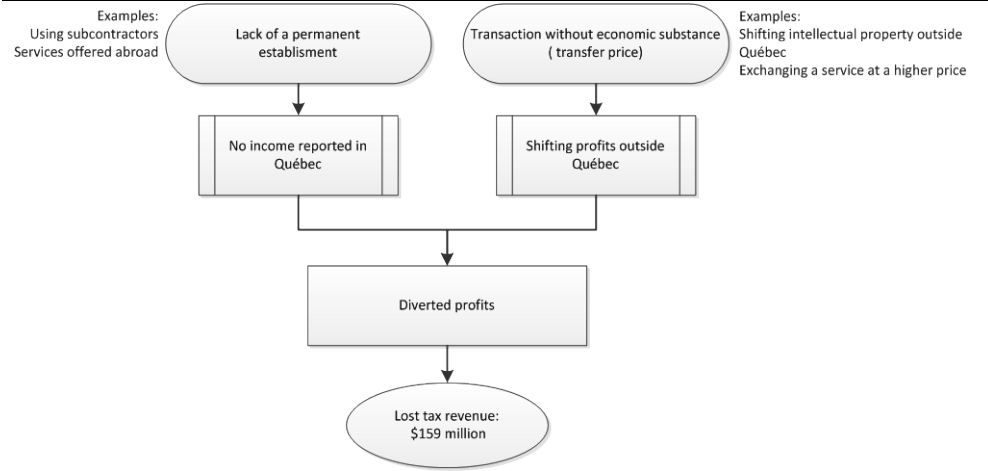 Examples:
Using subcontractors
Services offered abroad
Lack of a permanent
establisment
Transaction without economic substance
( transfer price)
Examples:
Shifting intellectual property outside
Québec
Exchanging a service at a higher price
No income reported in
Québec
Shifting profits outside
Québec
Diverted profits
Lost tax revenue:
$159 million